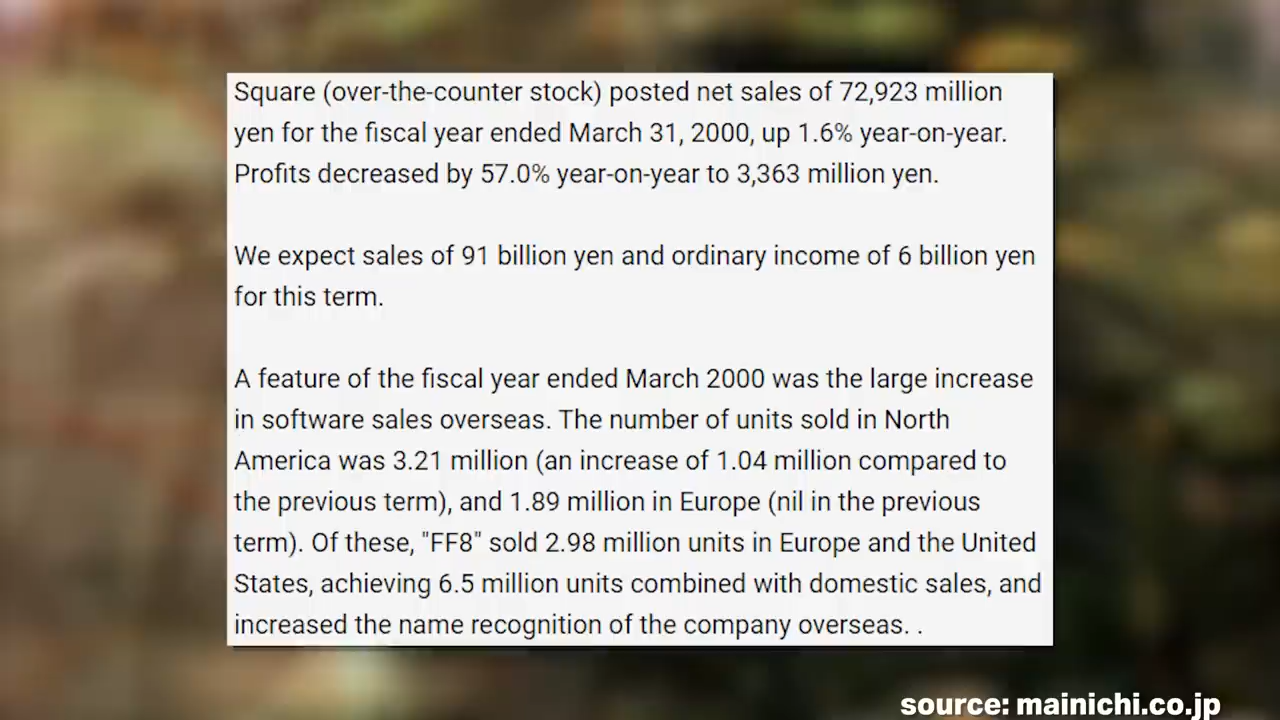 Square (over-the-counter stock) posted net sales of 72,923 million
yen for the fiscal year ended March 31, 2000, up 1.6% year-on-year.
Profits decreased by 57.0% year-on-year to 3,363 million yen.
We expect sales of 91 billion yen and ordinary income of 6 billion yen
for this term.
A feature of the fiscal year ended March 2000 was the large increase
in software sales overseas. The number of units sold in North
America was 3.21 million (an increase of 1.04 million compared to
the previous term), and 1.89 million in Europe (nil in the previous
term). Of these, "FF8" sold 2.98 million units in Europe and the United
States, achieving 6.5 million units combined with domestic sales, and
increased the name recognition of the company overseas. .
source: mainichi.co.jp